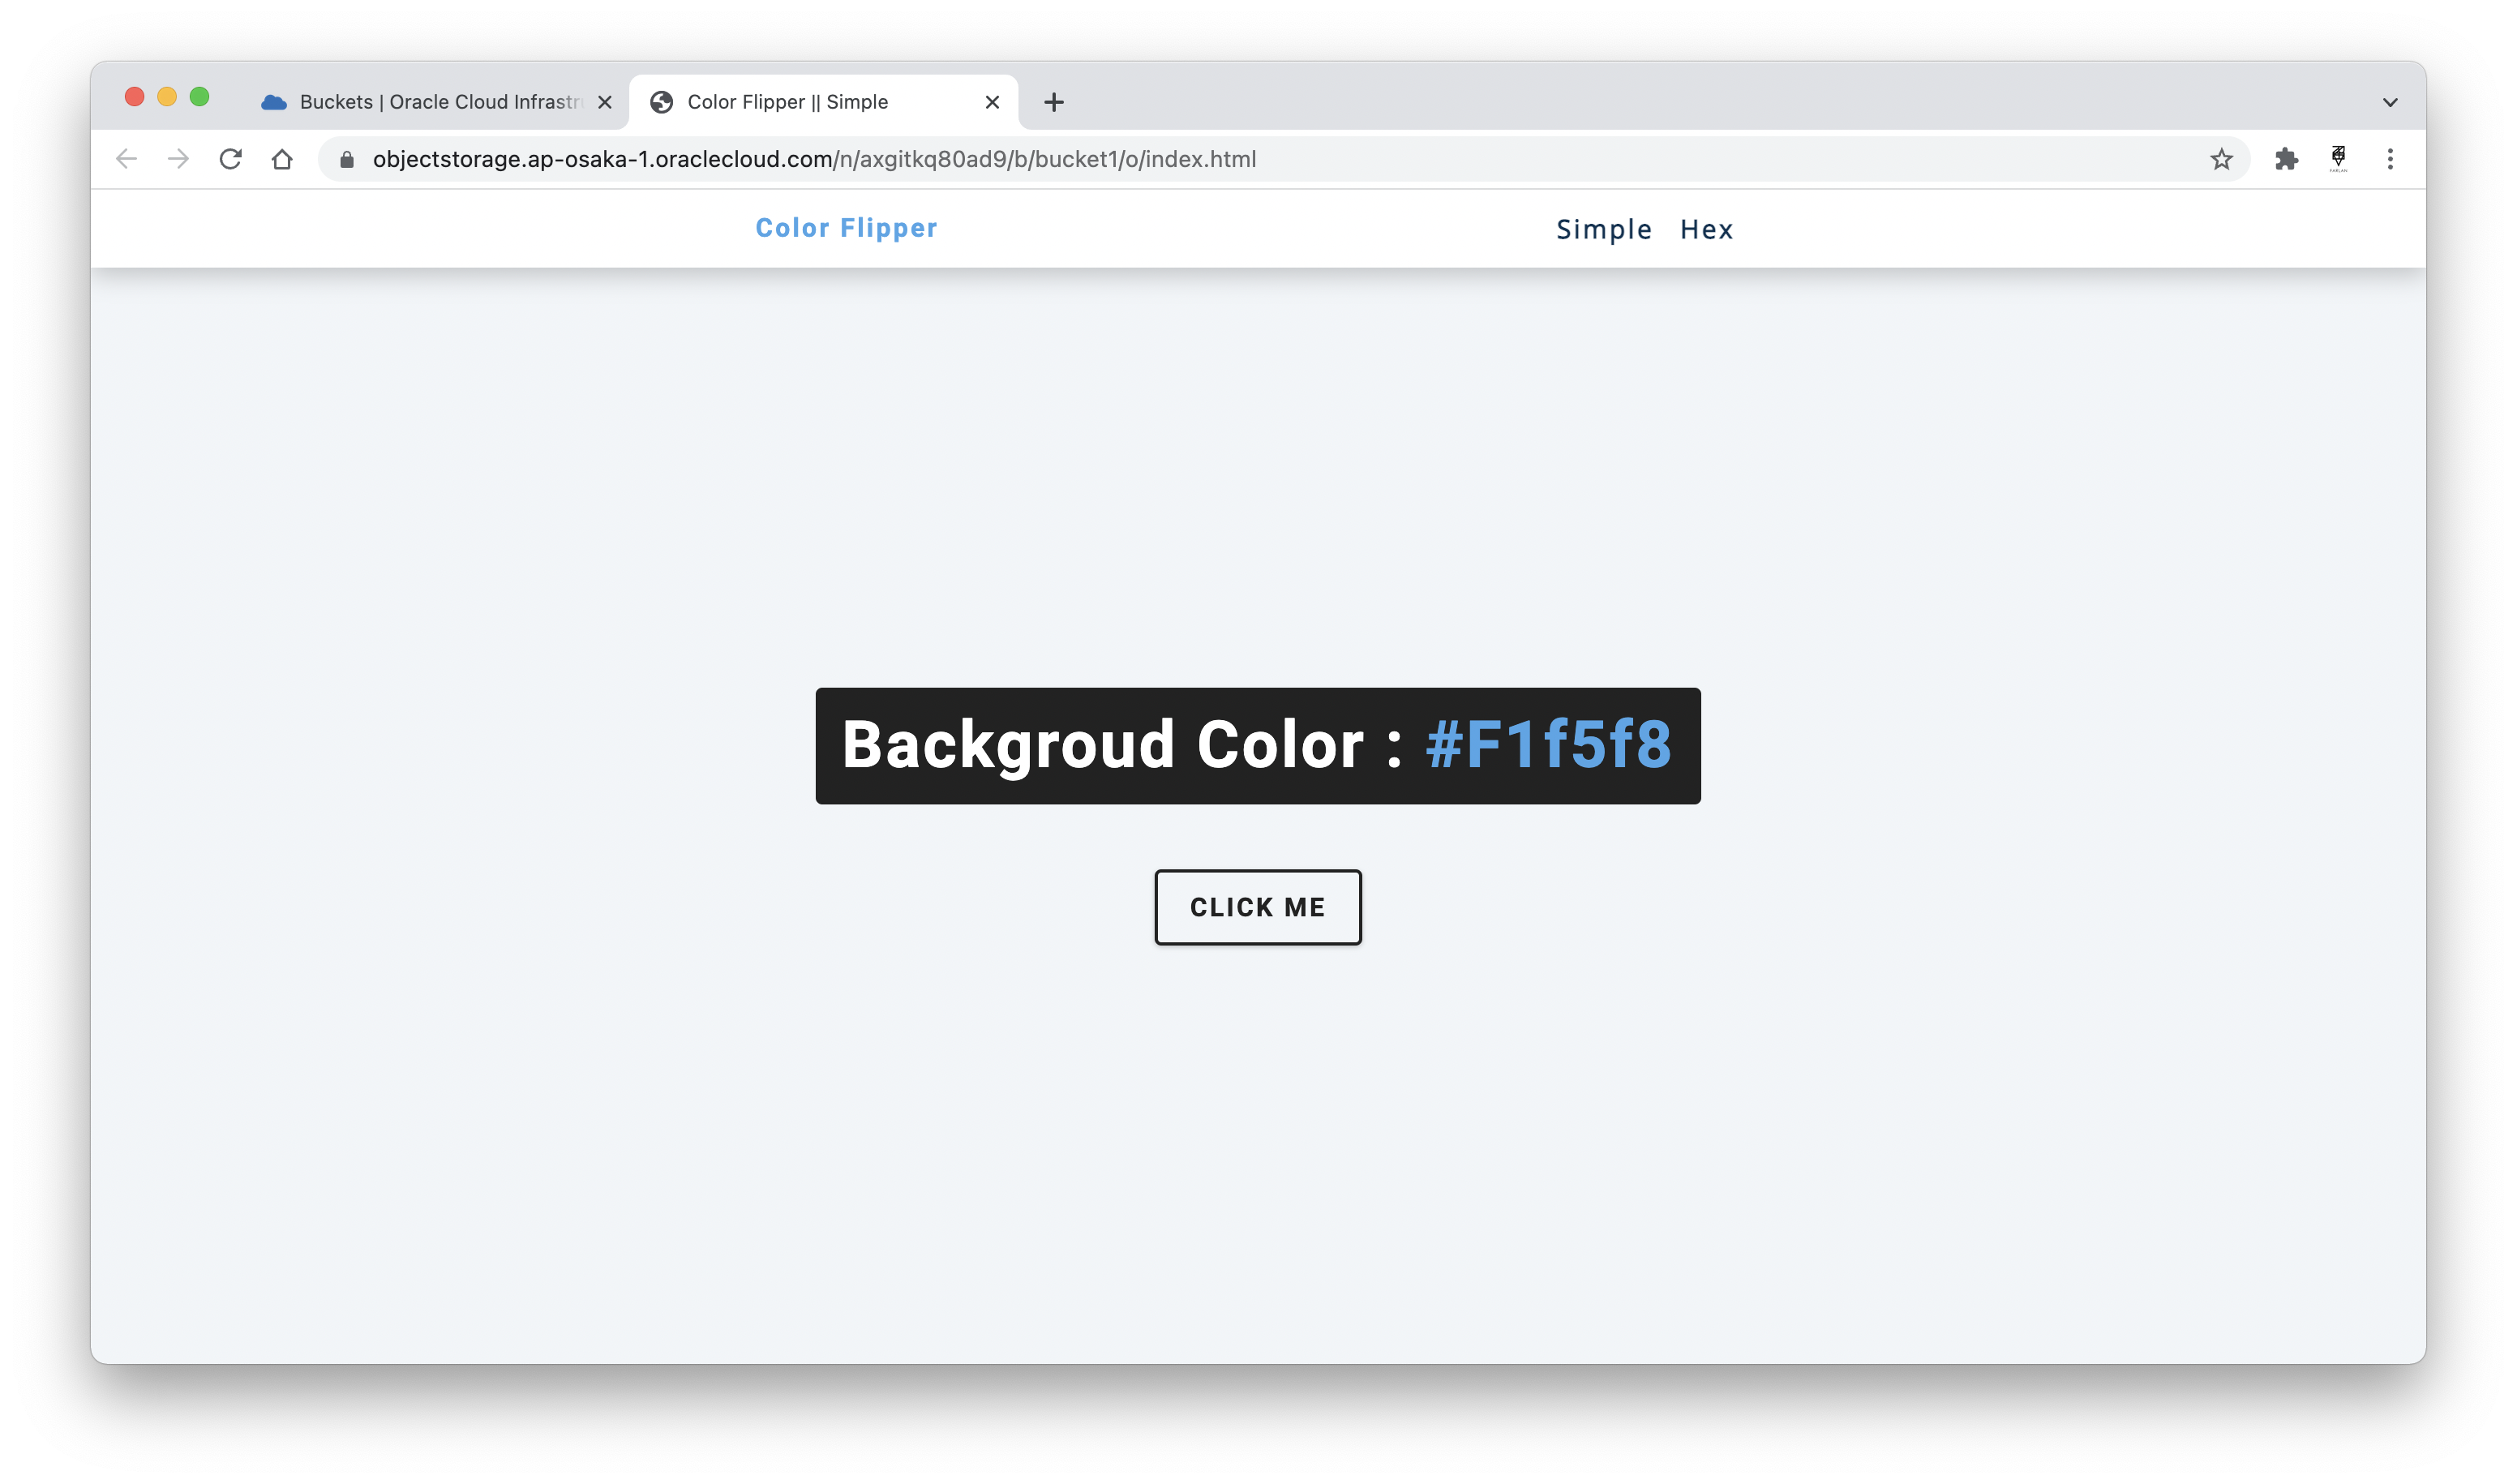 Buckets | Oracle Cloud Infrastr
Color Flipper || Simple
objectstorage.ap-osaka-1.oraclecloud.com/n/axgitkq80ad9/b/bucket1/o/index.html
Color Flipper
Simple Hex
Backgroud Color : #F1f5f8
CLICK ME